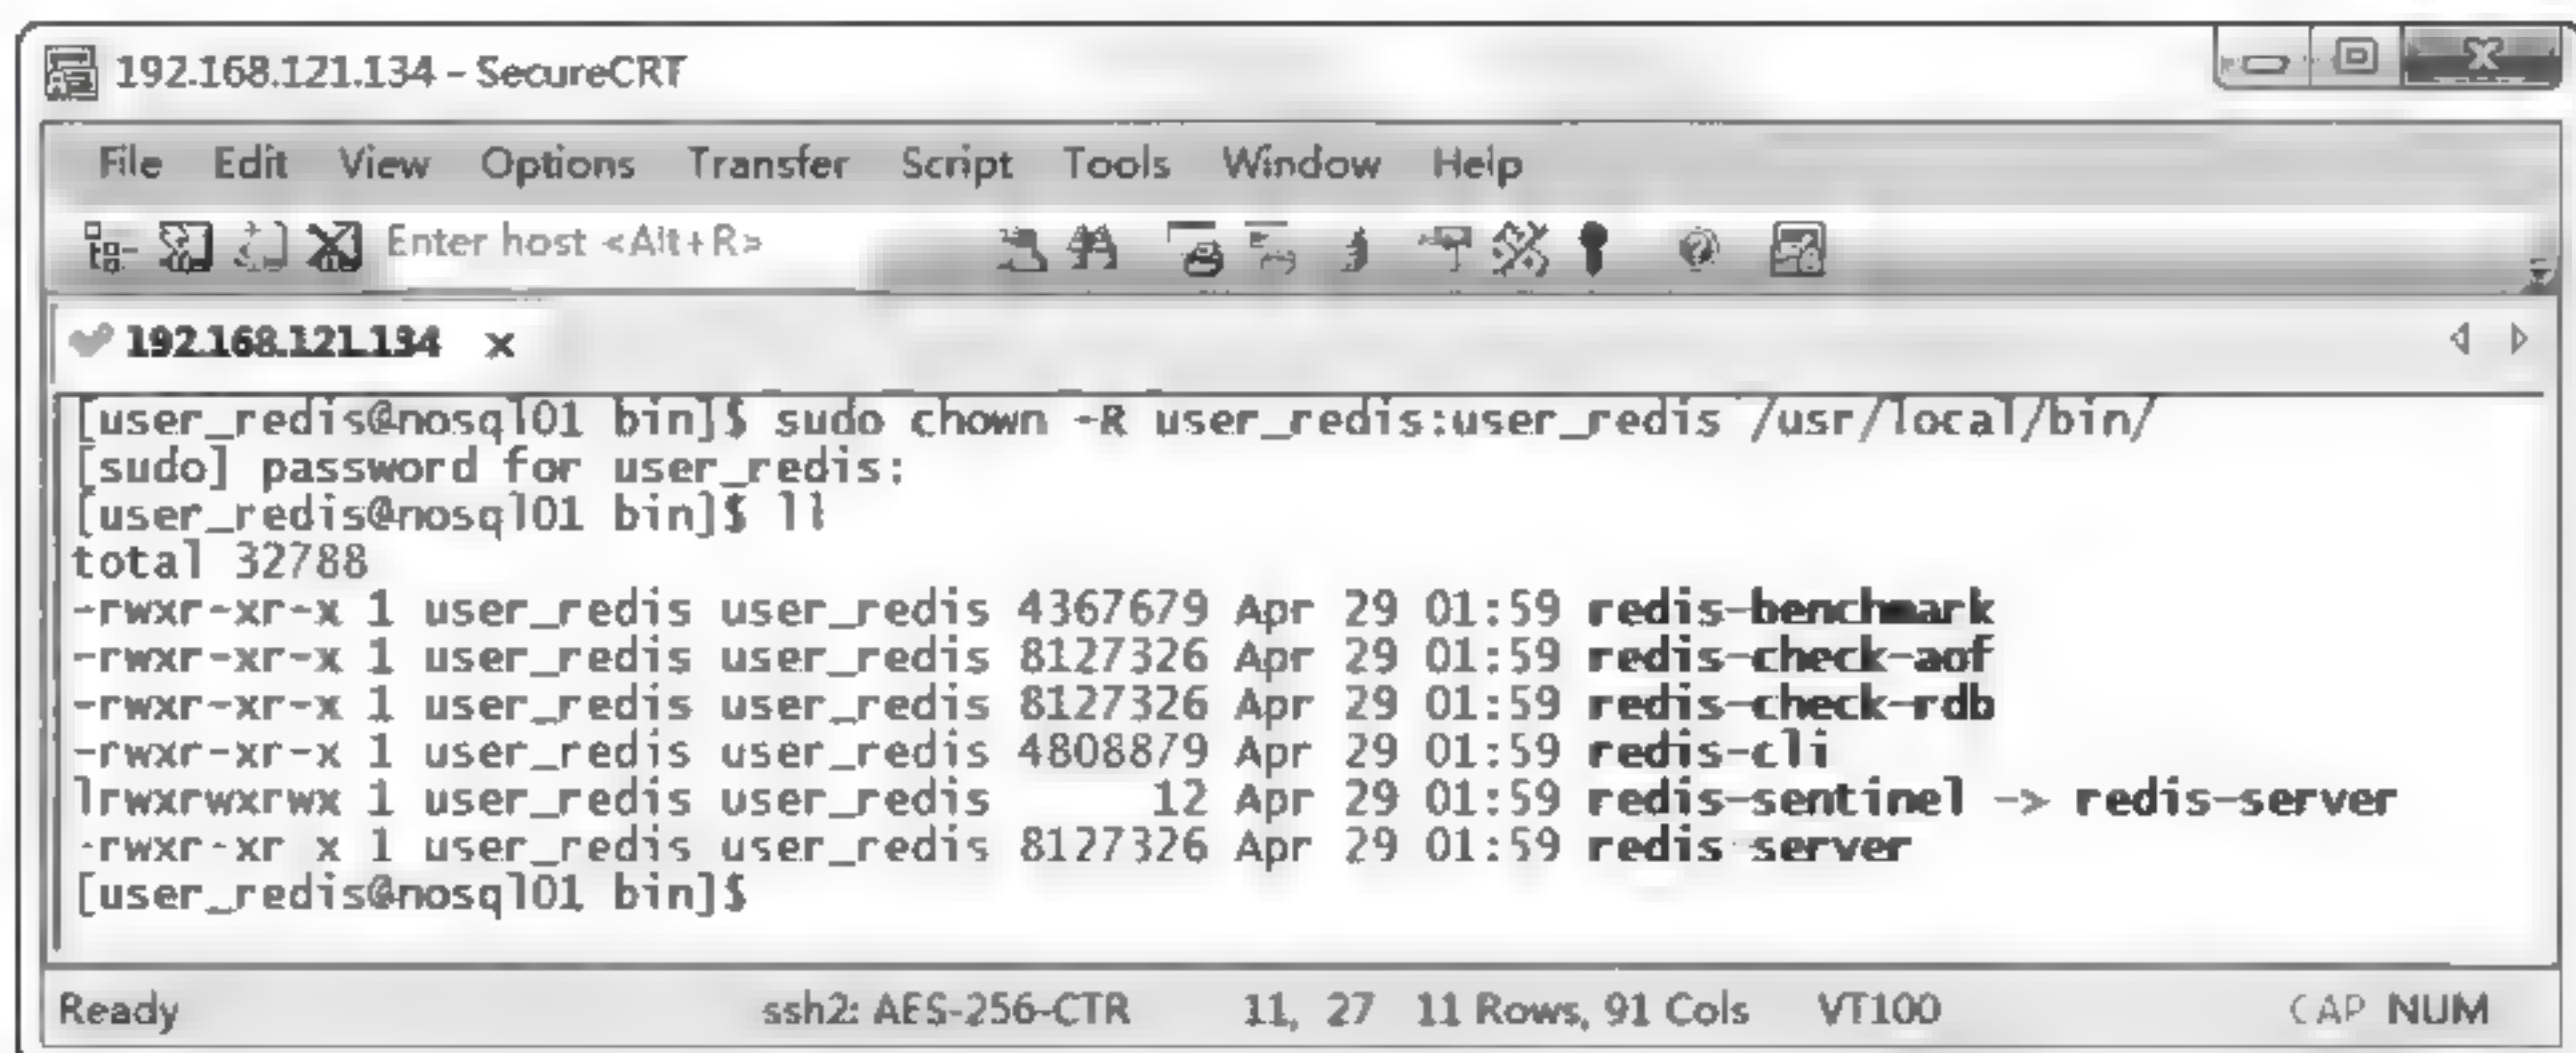 192.168.121.134 - SecureCRT
File Edit View Options Transfer Script Tools Window Help
Enter host <Alt+R>
192.168.121.134 x
[user_redis@nosql01 bin]$ sudo chown -R user_redis:user_redis /usr/local/bin/
[sudo] password for user_redis:
[user_redis@nosql01 bin]$ ll
total 32788
-rwxr-xr-x 1 user_redis user_redis 4367679 Apr 29 01:59 redis-benchmark
-rwxr-xr-x 1 user_redis user_redis 8127326 Apr 29 01:59 redis-check-aof
-rwxr-xr-x 1 user_redis user_redis 8127326 Apr 29 01:59 redis-check-rdb
-rwxr-xr-x 1 user_redis user_redis 4808879 Apr 29 01:59 redis-cli
lrwxrwxrwx 1 user_redis user_redis 12 Apr 29 01:59 redis-sentinel -> redis-server
-rwxr-xr-x 1 user_redis user_redis 8127326 Apr 29 01:59 redis-server
[user_redis@nosql01 bin]$
Ready ssh2: AES-256-CTR 11, 27 11 Rows, 91 Cols VT100 CAP NUM